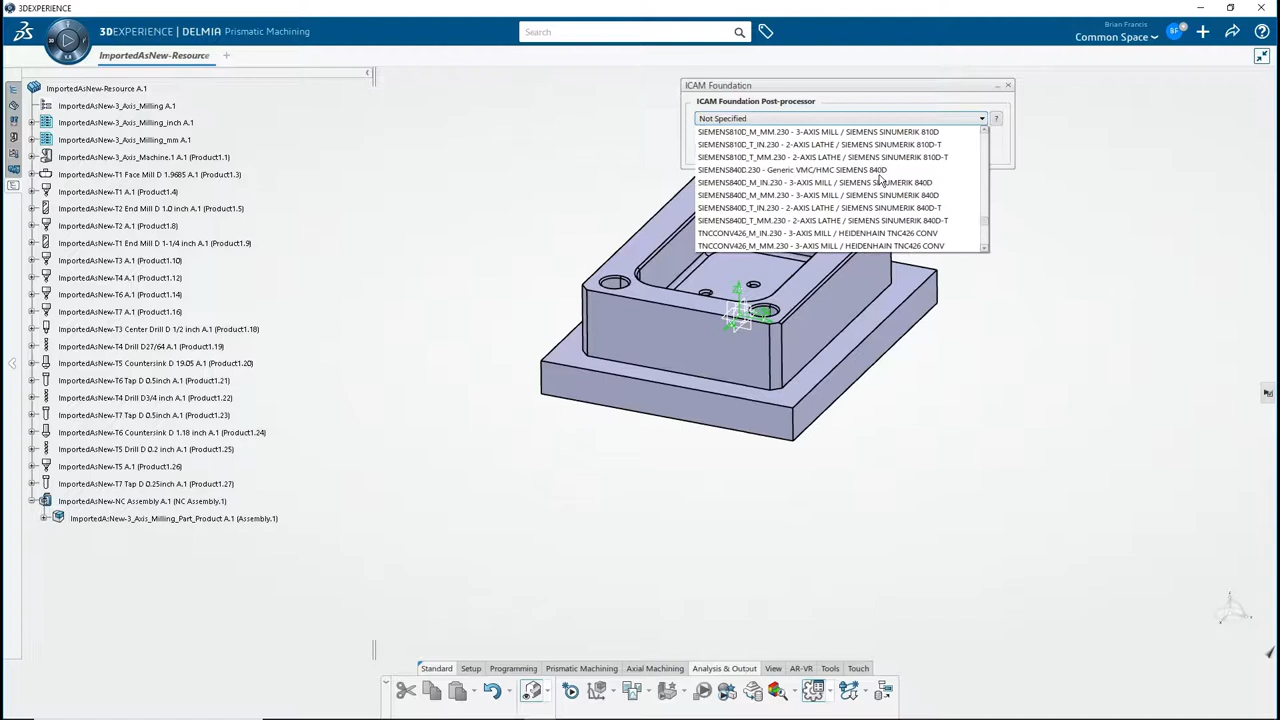 3DEXPERIENCE
3DEXPERIENCE | DELMIA Prismatic Machining
Search
Brian Francis
Common Space
BF
3D
V.R
ImportedAsNew-Resource
ImportedAsNew-Resource A.1
ImportedAsNew-3_Axis_Milling A.1
ImportedAsNew-3_Axis_Milling_inch A.1
ImportedAsNew-3_Axis_Milling_mm A.1
ImportedAsNew-3_Axis_Machine.1 A.1 (Product1.1)
ImportedAsNew-T1 Face Mill D 1.9685 A.1 (Product1.3)
ImportedAsNew-T1 A.1 (Product1.4)
ImportedAsNew-T2 End Mill D 1.0 inch A.1 (Product1.5)
ImportedAsNew-T2 A.1 (Product1.8)
ImportedAsNew-T1 End Mill D 1-1/4 inch A.1 (Product1.9)
ImportedAsNew-T3 A.1 (Product1.10)
ImportedAsNew-T4 A.1 (Product1.12)
ImportedAsNew-T6 A.1 (Product1.14)
ImportedAsNew-T7 A.1 (Product1.16)
ImportedAsNew-T3 Center Drill D 1/2 inch A.1 (Product1.18)
ImportedAsNew-T4 Drill D27/64 A.1 (Product1.19)
ImportedAsNew-T5 Countersink D 19.05 A.1 (Product1.20)
ImportedAsNew-T6 Tap D 0.5inch A.1 (Product1.21)
ImportedAsNew-T4 Drill D3/4 inch A.1 (Product1.22)
ImportedAsNew-T7 Tap D 0.5inch A.1 (Product1.23)
ImportedAsNew-T6 Countersink D 1.18 inch A.1 (Product1.24)
ImportedAsNew-T5 Drill D 0.2 inch A.1 (Product1.25)
ImportedAsNew-T5 A.1 (Product1.26)
ImportedAsNew-T7 Tap D 0.25inch A.1 (Product1.27)
ImportedAsNew-NC Assembly A.1 (NC Assembly.1)
ImportedAsNew-3_Axis_Milling_Part_Product A.1 (Assembly.1)
ICAM Foundation
ICAM Foundation Post-processor
Not Specified
?
SIEMENS810D_M_MM.230 - 3-AXIS MILL / SIEMENS SINUMERIK 810D
SIEMENS810D_T_IN.230 - 2-AXIS LATHE / SIEMENS SINUMERIK 810D-T
SIEMENS810D_T_MM.230 - 2-AXIS LATHE / SIEMENS SINUMERIK 810D-T
SIEMENS840D.230 - Generic VMC/HMC SIEMENS 840D
SIEMENS840D_M_IN.230 - 3-AXIS MILL / SIEMENS SINUMERIK 840D
SIEMENS840D_M_MM.230 - 3-AXIS MILL / SIEMENS SINUMERIK 840D
SIEMENS840D_T_IN.230 - 2-AXIS LATHE / SIEMENS SINUMERIK 840D-T
SIEMENS840D_T_MM.230 - 2-AXIS LATHE / SIEMENS SINUMERIK 840D-T
TNCCONV426_M_IN.230 - 3-AXIS MILL / HEIDENHAIN TNC426 CONV
TNCCONV426_M_MM.230 - 3-AXIS MILL / HEIDENHAIN TNC426 CONV
Standard Setup Programming Prismatic Machining Axial Machining Analysis & Output View AR-VR Tools Touch